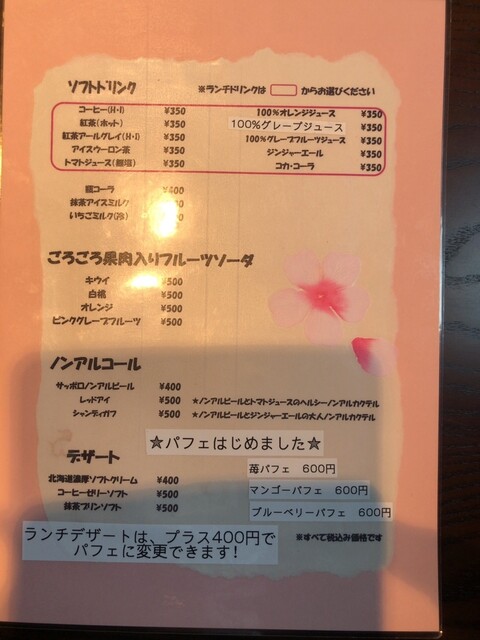 ソフトドリンク ※ランチドリンクは からお選びください
コーヒー(H・I) ¥350 100%オレンジジュース ¥350
紅茶(ホット) ¥350 100%グレープジュース ¥350
紅茶アールグレイ(H・I) ¥350 100%グレープフルーツジュース ¥350
アイスウーロン茶 ¥350 ジンジャーエール ¥350
トマトジュース(無塩) ¥350 コカ・コーラ ¥350
瓶コーラ ¥400
抹茶アイスミルク
いちごミルク(冷)
ごろごろ果肉入りフルーツソーダ
キウイ ¥500
白桃 ¥500
オレンジ ¥500
ピンクグレープフルーツ ¥500
ノンアルコール
サッポロノンアルビール ¥400
レッドアイ ¥500 ★ノンアルビールとトマトジュースのヘルシーノンアルカクテル
シャンディガフ ¥500 ★ノンアルビールとジンジャーエールの大人ノンアルカクテル
☆パフェはじめました☆
デザート
苺パフェ 600円
北海道濃厚ソフトクリーム ¥400
マンゴーパフェ 600円
コーヒーゼリーソフト ¥500
抹茶プリンソフト ¥500
ブルーベリーパフェ 600円
ランチデザートは、プラス400円で
パフェに変更できます!
※すべて税込み価格です